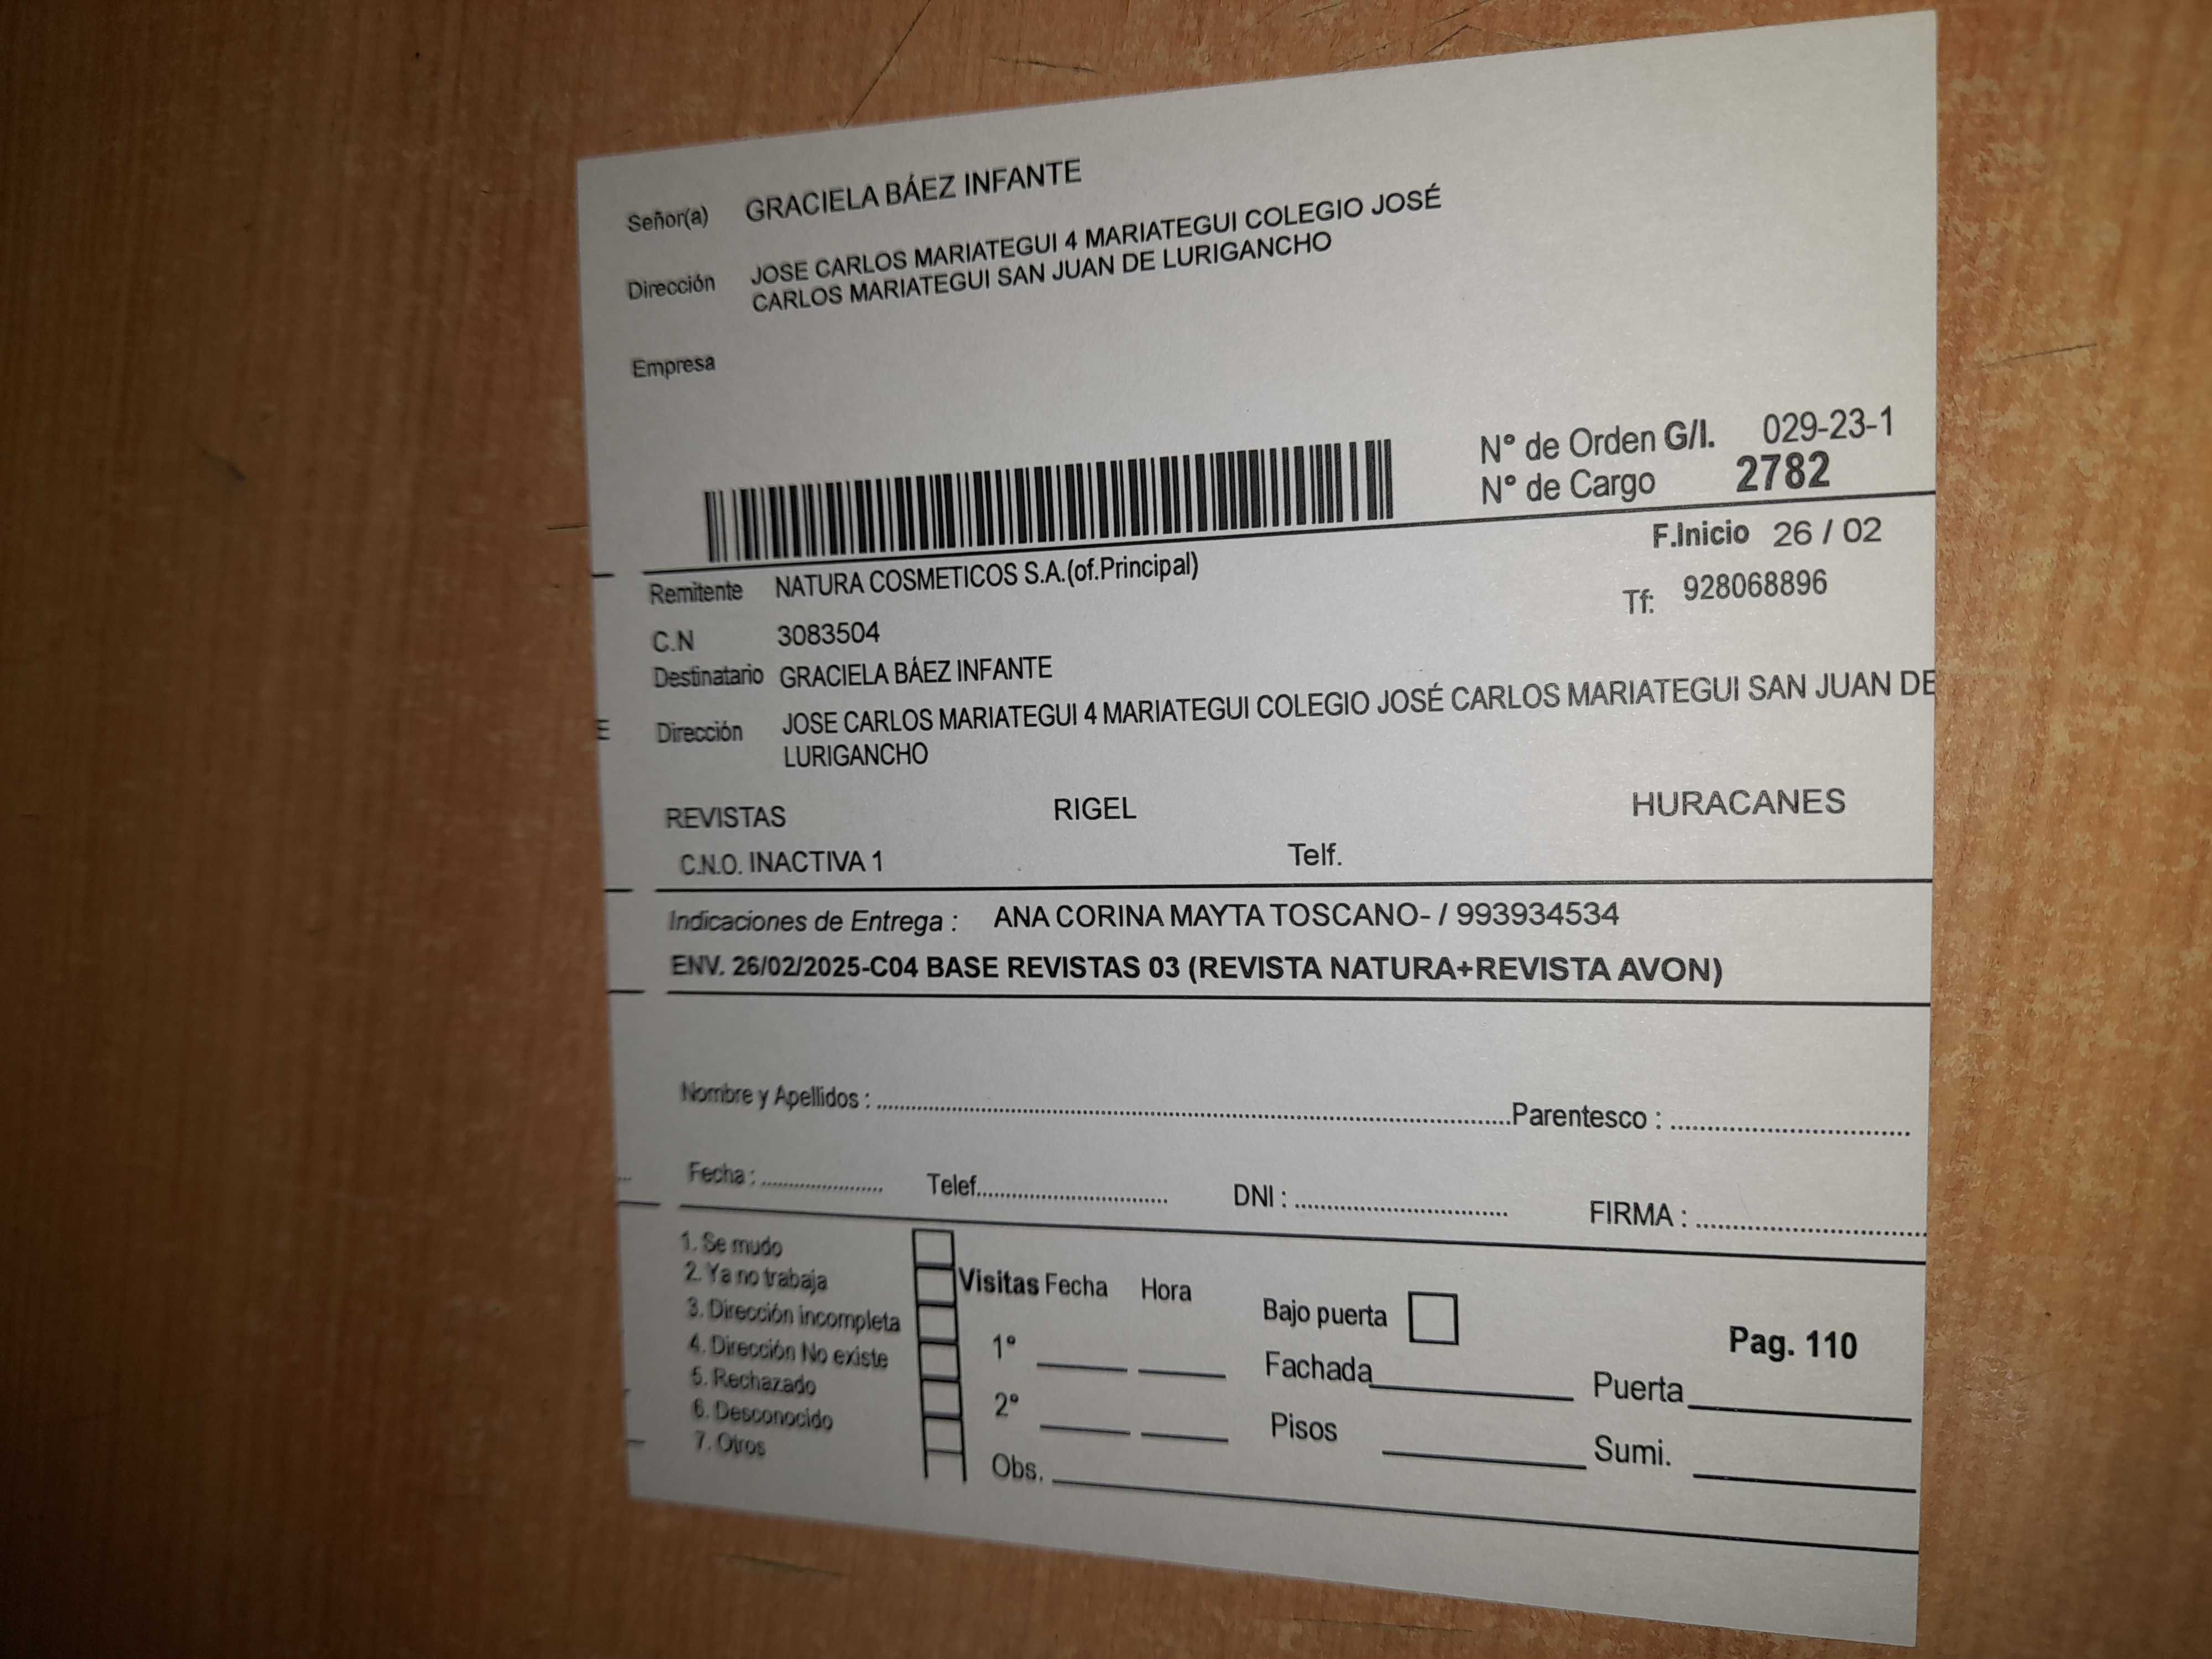 Señor(a) GRACIELA BÁEZ INFANTE
Dirección JOSE CARLOS MARIATEGUI 4 MARIATEGUI COLEGIO JOSÉ
CARLOS MARIATEGUI SAN JUAN DE LURIGANCHO
Empresa
N° de Orden G/I. 029-23-1
N° de Cargo 2782
F.Inicio 26 / 02
Remitente NATURA COSMETICOS S.A.(of.Principal)
Tf: 928068896
C.N 3083504
Destinatario GRACIELA BÁEZ INFANTE
E Dirección JOSE CARLOS MARIATEGUI 4 MARIATEGUI COLEGIO JOSÉ CARLOS MARIATEGUI SAN JUAN DE
LURIGANCHO
REVISTAS RIGEL HURACANES
C.N.O. INACTIVA 1 Telf.
Indicaciones de Entrega : ANA CORINA MAYTA TOSCANO- / 993934534
ENV. 26/02/2025-C04 BASE REVISTAS 03 (REVISTA NATURA+REVISTA AVON)
Nombre y Apellidos : Parentesco :
Fecha : Telef. DNI : FIRMA :
1. Se mudo
2. Ya no trabaja
3. Dirección incompleta
4. Dirección No existe
5. Rechazado
6. Desconocido
7. Otros
Visitas Fecha Hora
1°
2°
Obs.
Bajo puerta
Fachada
Pisos
Pag. 110
Puerta
Sumi.